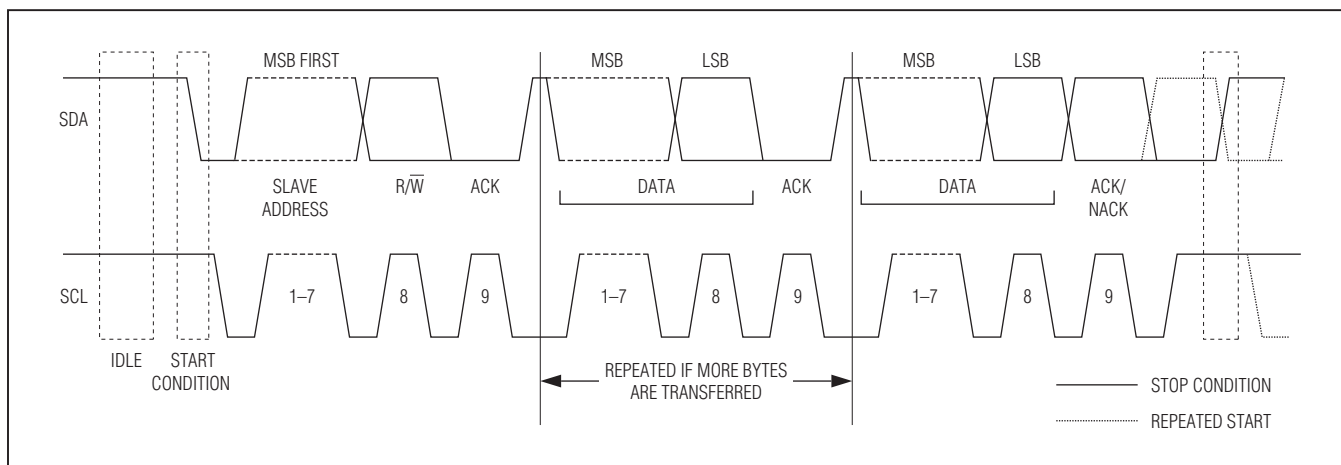 MSB FIRST
MSB
LSB
MSB
LSB
SDA
SLAVE
ADDRESS
R/W̅
ACK
DATA
ACK
DATA
ACK/
NACK
SCL
1–7
8
9
1–7
8
9
1–7
8
9
IDLE
START
CONDITION
REPEATED IF MORE BYTES
ARE TRANSFERRED
STOP CONDITION
REPEATED START